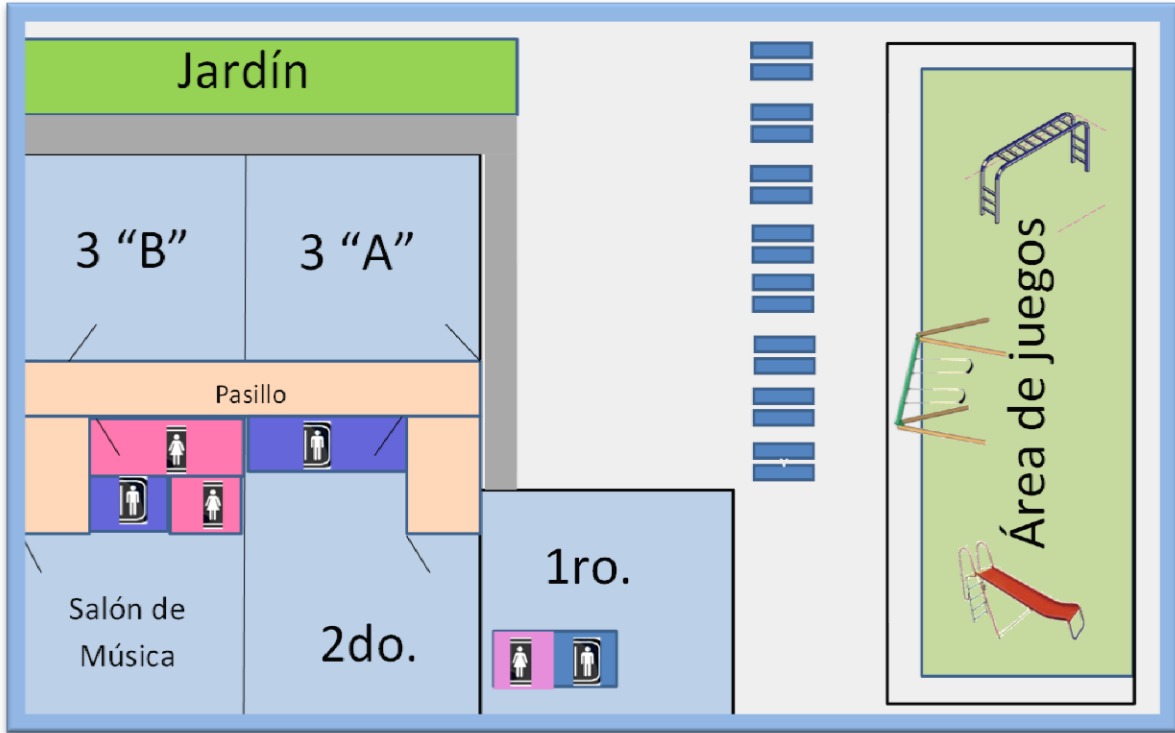 Jardín
3 “B”
3 “A”
Pasillo
Área de juegos
1ro.
Salón de
Música
2do.